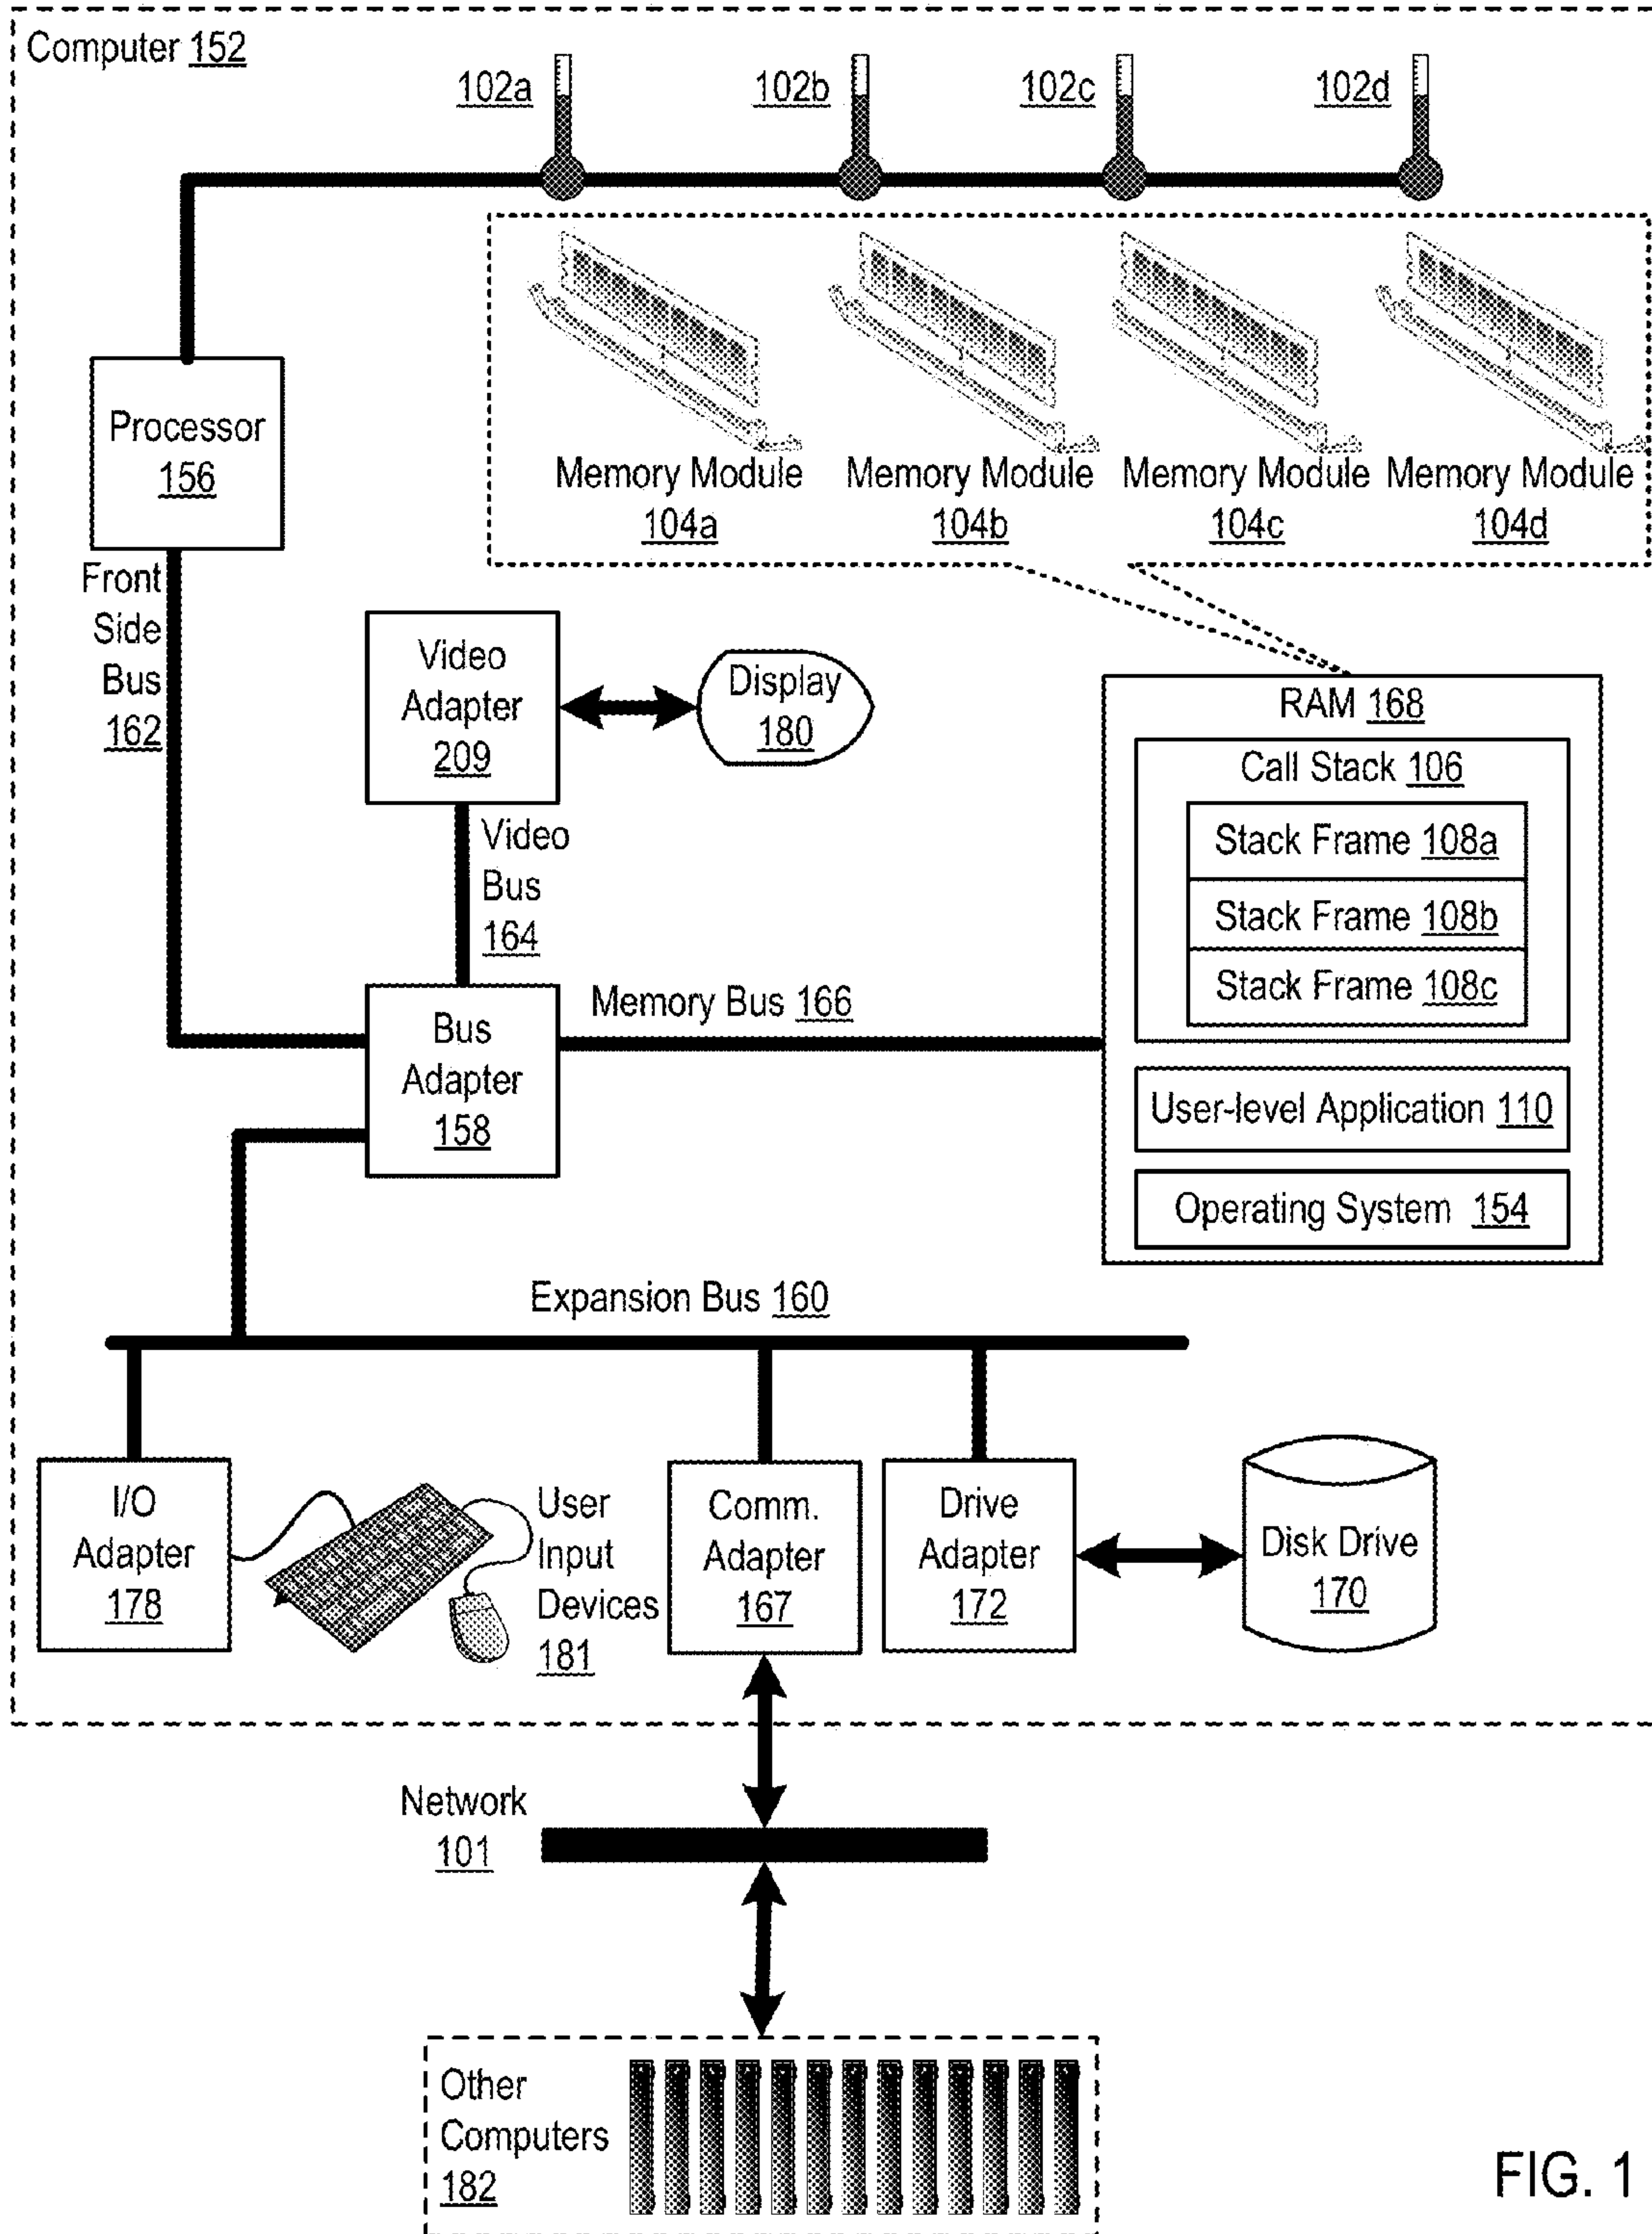 Computer 152
102a
102b
102c
102d
Processor
156
Memory Module
104a
Memory Module
104b
Memory Module
104c
Memory Module
104d
Front
Side
Bus
162
Video
Adapter
209
Display
180
Video
Bus
164
RAM 168
Call Stack 106
Stack Frame 108a
Stack Frame 108b
Stack Frame 108c
User-level Application 110
Operating System 154
Bus
Adapter
158
Memory Bus 166
Expansion Bus 160
I/O
Adapter
178
User
Input
Devices
181
Comm.
Adapter
167
Drive
Adapter
172
Disk Drive
170
Network
101
Other
Computers
182
FIG. 1